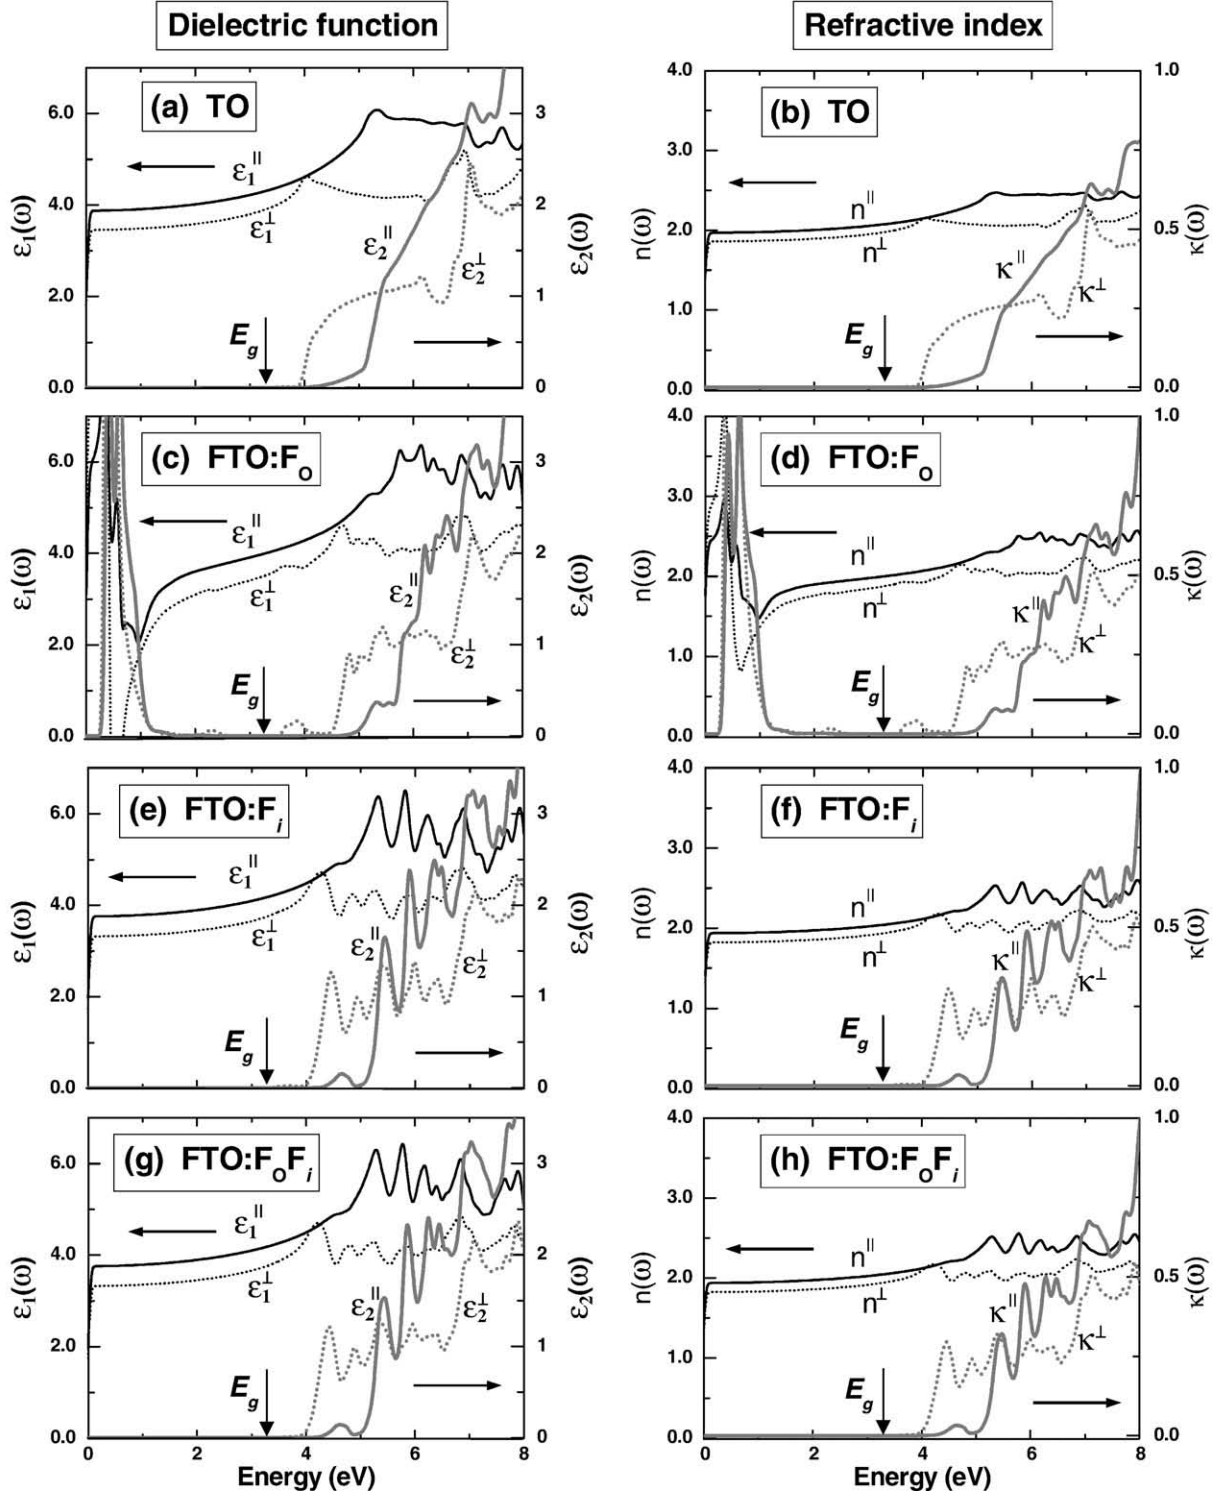 Dielectric function
Refractive index
(a) TO
6.0
4.0
2.0
0.0
3
2
1
0
ε₁(ω)
ε₂(ω)
ε₁||
ε₁⊥
ε₂||
ε₂⊥
Eg
(b) TO
4.0
3.0
2.0
1.0
0.0
1.0
0.5
0.0
n(ω)
κ(ω)
n||
n⊥
κ||
κ⊥
Eg
(c) FTO:FO
6.0
4.0
2.0
0.0
3
2
1
0
ε₁(ω)
ε₂(ω)
ε₁||
ε₁⊥
ε₂||
ε₂⊥
Eg
(d) FTO:FO
4.0
3.0
2.0
1.0
0.0
1.0
0.5
0.0
n(ω)
κ(ω)
n||
n⊥
κ||
κ⊥
Eg
(e) FTO:Fi
6.0
4.0
2.0
0.0
3
2
1
0
ε₁(ω)
ε₂(ω)
ε₁||
ε₁⊥
ε₂||
ε₂⊥
Eg
(f) FTO:Fi
4.0
3.0
2.0
1.0
0.0
1.0
0.5
0.0
n(ω)
κ(ω)
n||
n⊥
κ||
κ⊥
Eg
(g) FTO:FOFi
6.0
4.0
2.0
0.0
3
2
1
0
ε₁(ω)
ε₂(ω)
ε₁||
ε₁⊥
ε₂||
ε₂⊥
Eg
0 2 4 6 8
Energy (eV)
(h) FTO:FOFi
4.0
3.0
2.0
1.0
0.0
1.0
0.5
0.0
n(ω)
κ(ω)
n||
n⊥
κ||
κ⊥
Eg
0 2 4 6 8
Energy (eV)